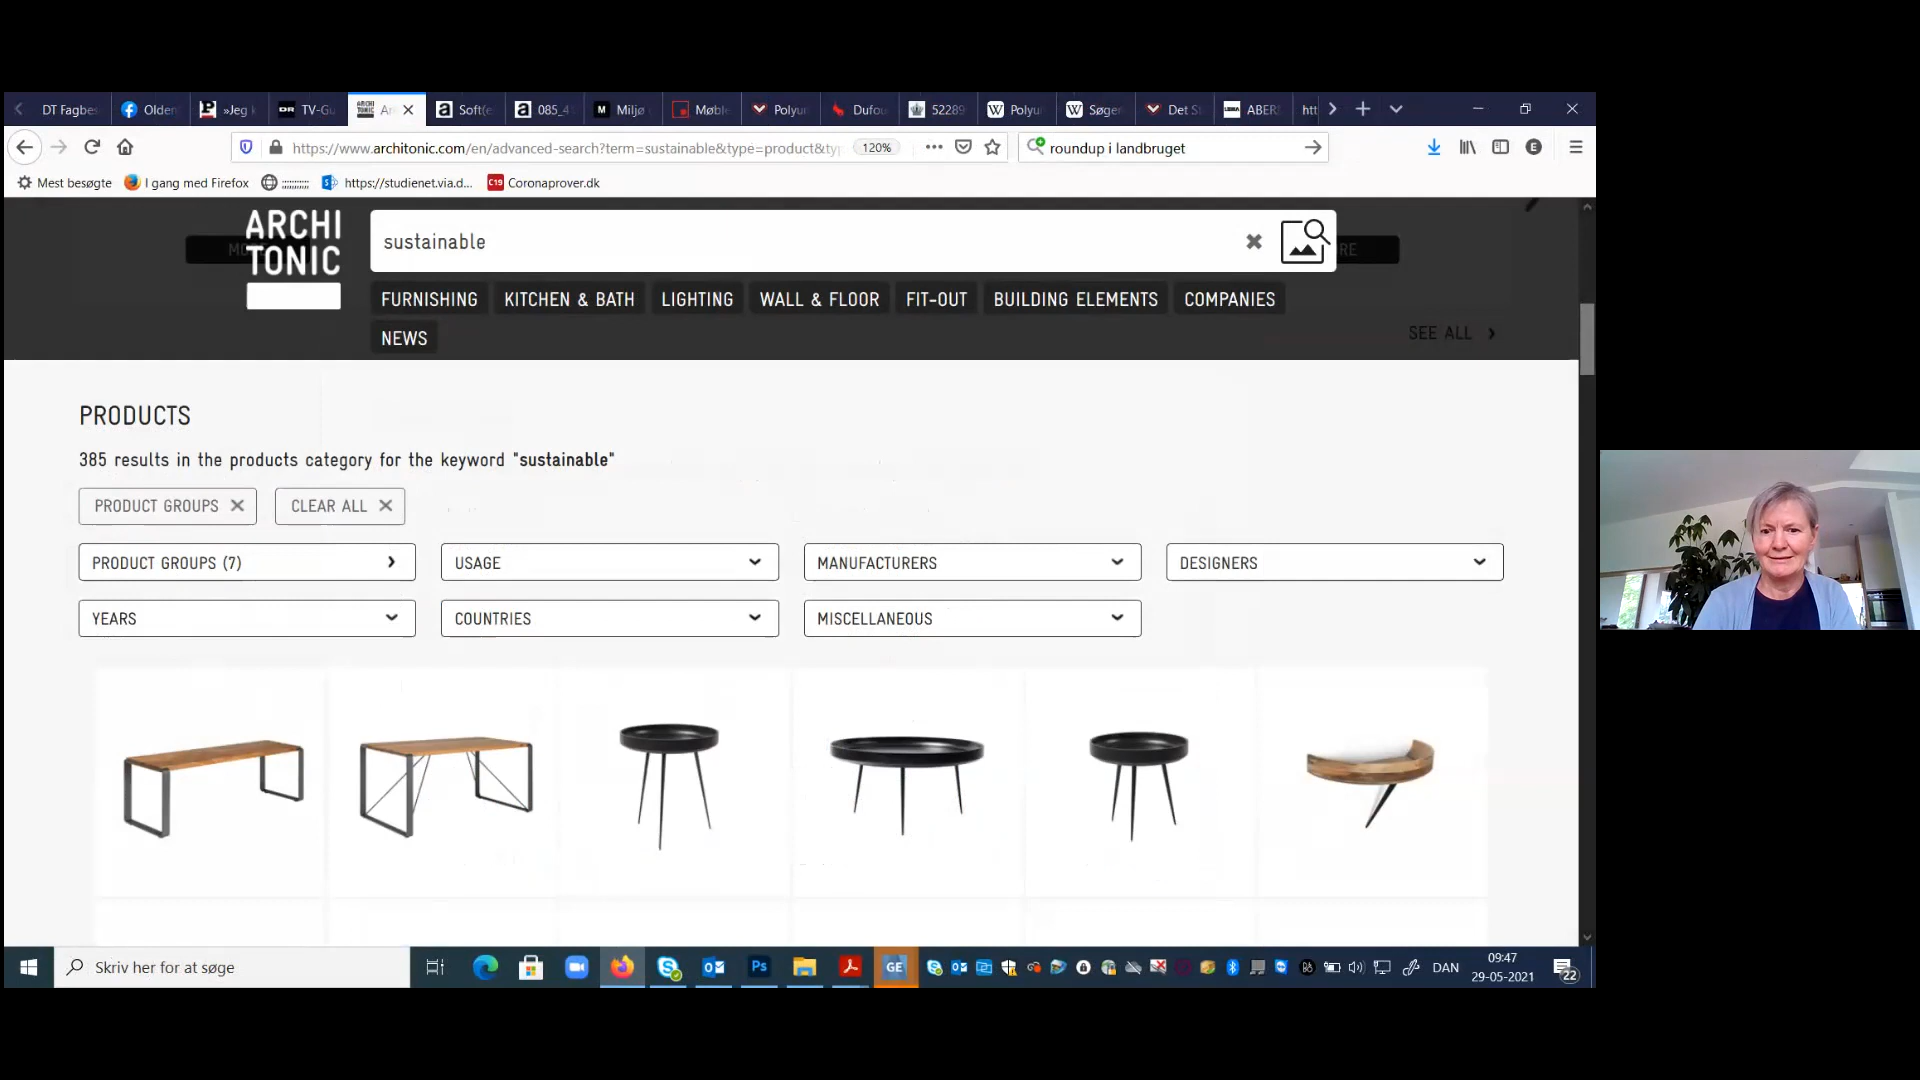 DT Fagbes Olden »Jeg k TV-Gu A Soft(e 085_4 Miljø Møble Polyu Dufou 52289 Polyu Søge Det S ABER htt
https://www.architonic.com/en/advanced-search?term=sustainable&type=product&ty 120% roundup i landbruget
Mest besøgte I gang med Firefox https://studienet.via.d... C19 Coronaprover.dk
ARCHI
TONIC
sustainable
FURNISHING KITCHEN & BATH LIGHTING WALL & FLOOR FIT-OUT BUILDING ELEMENTS COMPANIES
NEWS
SEE ALL
PRODUCTS
385 results in the products category for the keyword "sustainable"
PRODUCT GROUPS CLEAR ALL
PRODUCT GROUPS (7) USAGE MANUFACTURERS DESIGNERS
YEARS COUNTRIES MISCELLANEOUS
Skriv her for at søge
Ps GE DAN
09:47
29-05-2021
22